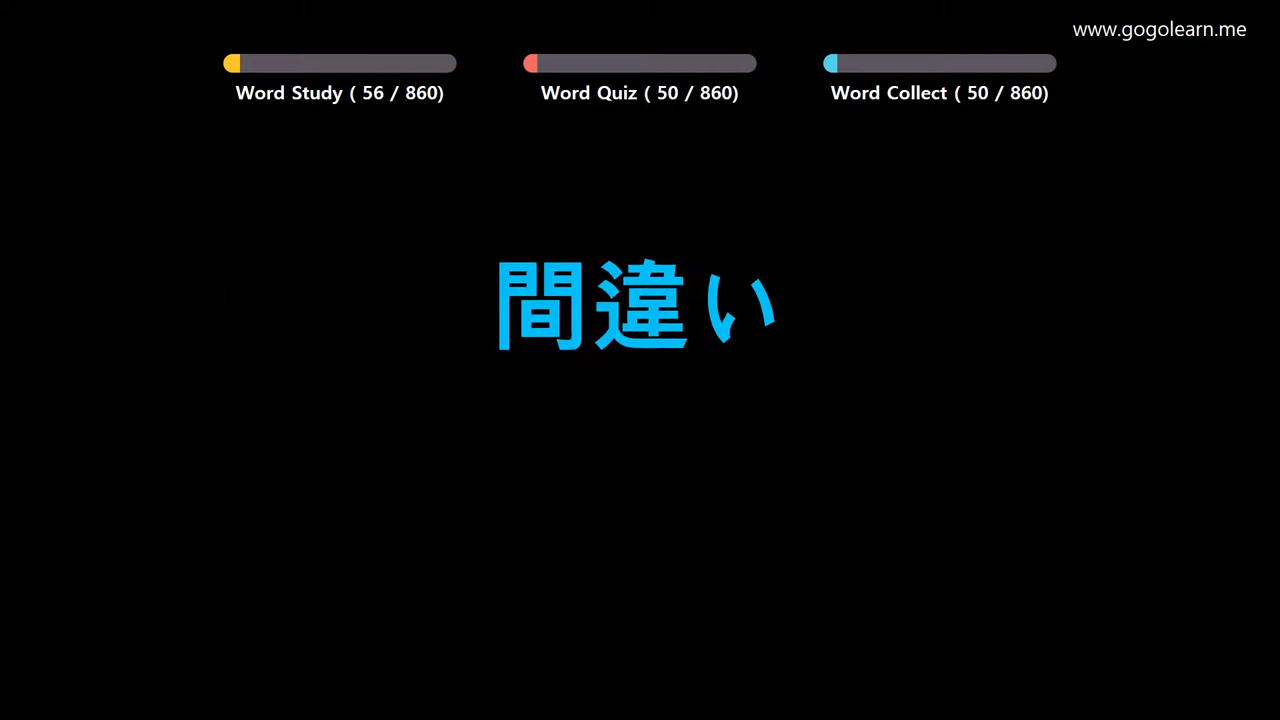 www.gogolearn.me
Word Study ( 56 / 860)
Word Quiz ( 50 / 860)
Word Collect ( 50 / 860)
間違い